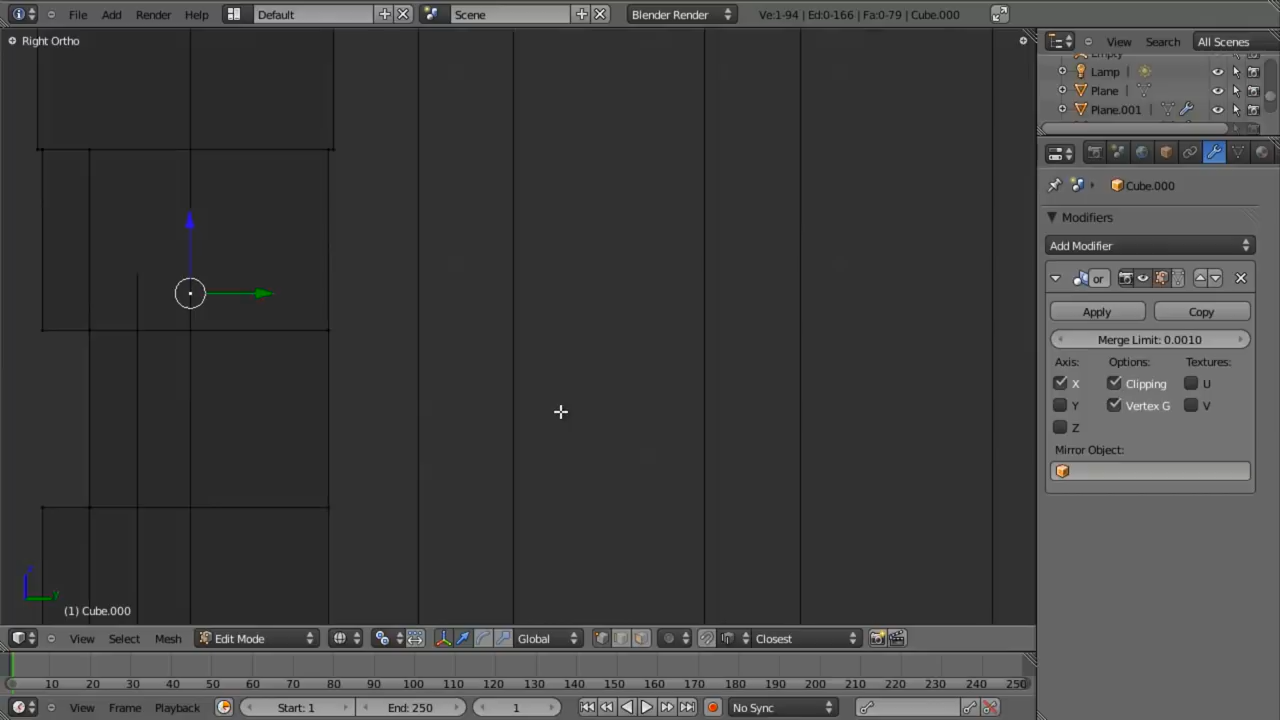 File Add Render Help Default Scene Blender Render Ve:1-94 | Ed:0-166 | Fa:0-79 | Cube.000
Right Ortho
View Search All Scenes
Lamp
Plane
Plane.001
Cube.000
Modifiers
Add Modifier
or
Apply Copy
Merge Limit: 0.0010
Axis: Options: Textures:
X Clipping U
Y Vertex G V
Z
Mirror Object:
z
y
(1) Cube.000
View Select Mesh Edit Mode Global Closest
10 20 30 40 50 60 70 80 90 100 110 120 130 140 150 160 170 180 190 200 210 220 230 240 250
View Frame Playback Start: 1 End: 250 1 No Sync